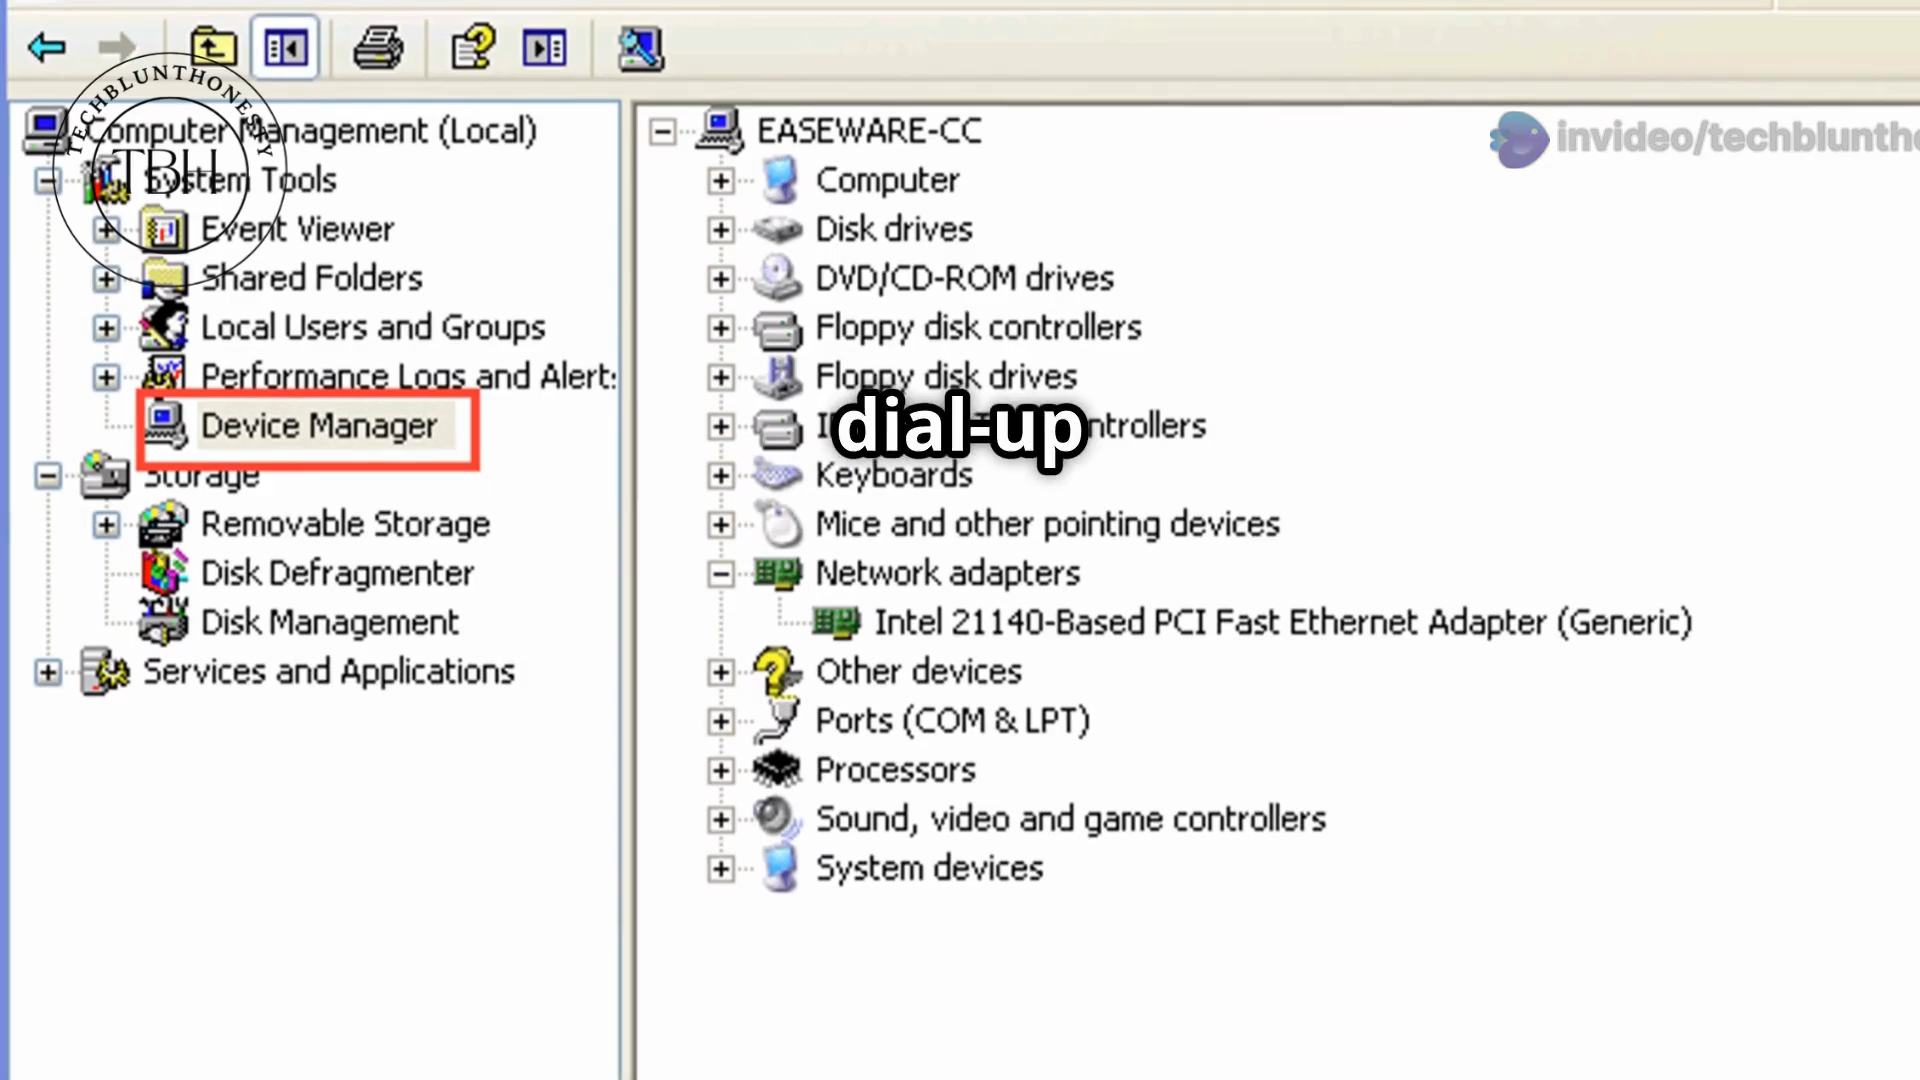 TECHBLUNTHONESTY
TBH
Computer Management (Local)
System Tools
Event Viewer
Shared Folders
Local Users and Groups
Performance Logs and Alert
Device Manager
Storage
Removable Storage
Disk Defragmenter
Disk Management
Services and Applications
EASEWARE-CC
Computer
Disk drives
DVD/CD-ROM drives
Floppy disk controllers
Floppy disk drives
dial-up
Keyboards
Mice and other pointing devices
Network adapters
Intel 21140-Based PCI Fast Ethernet Adapter (Generic)
Other devices
Ports (COM & LPT)
Processors
Sound, video and game controllers
System devices
invideo/techbluntho